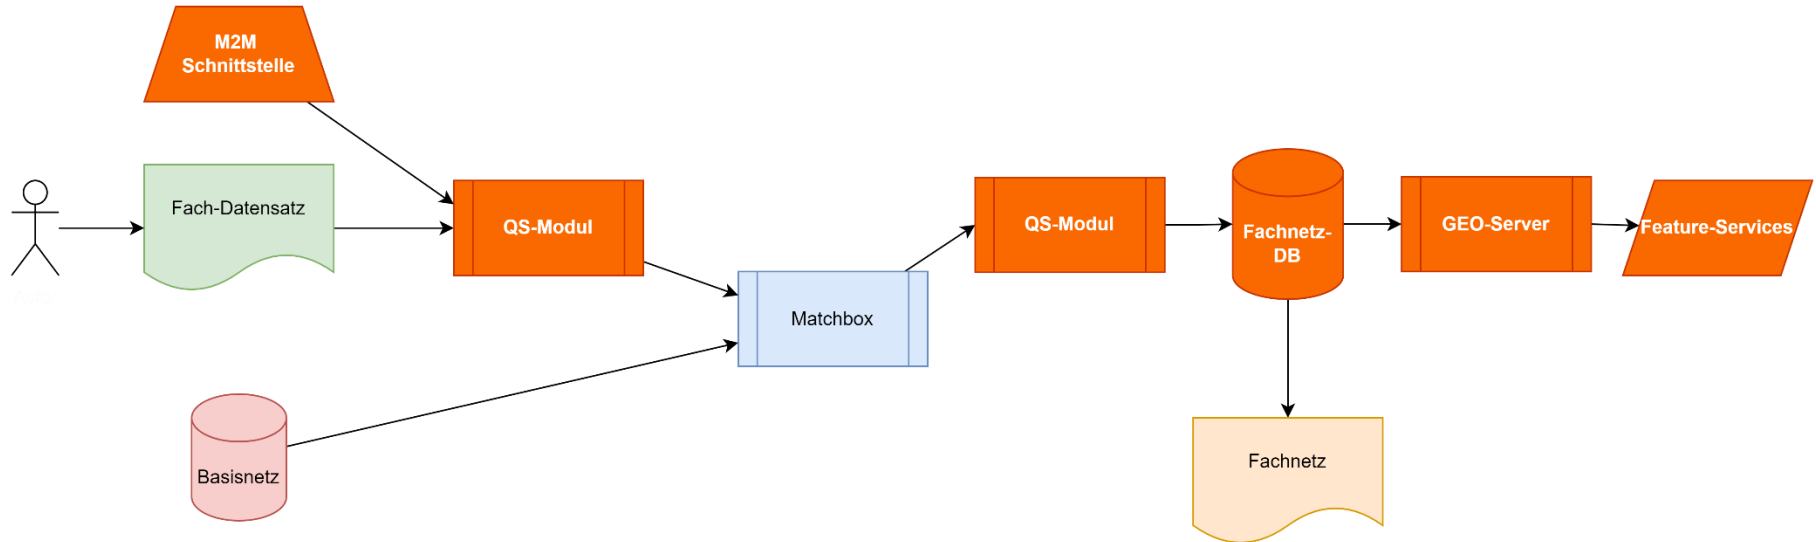 M2M
Schnittstelle
Fach-Datensatz
QS-Modul
Matchbox
Basisnetz
QS-Modul
Fachnetz-
DB
GEO-Server
Feature-Services
Fachnetz